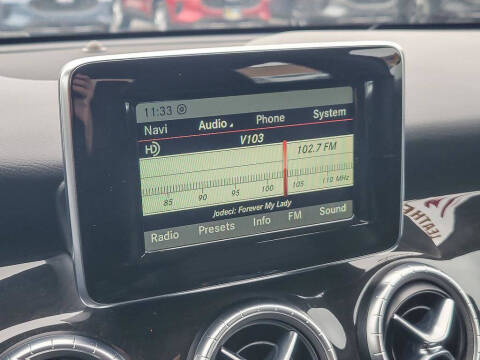 11:33
Navi Audio Phone System
V103
HD 102.7 FM
85 90 95 100 105 110 MHz
Jodeci: Forever My Lady
Radio Presets Info FM Sound
HEATH